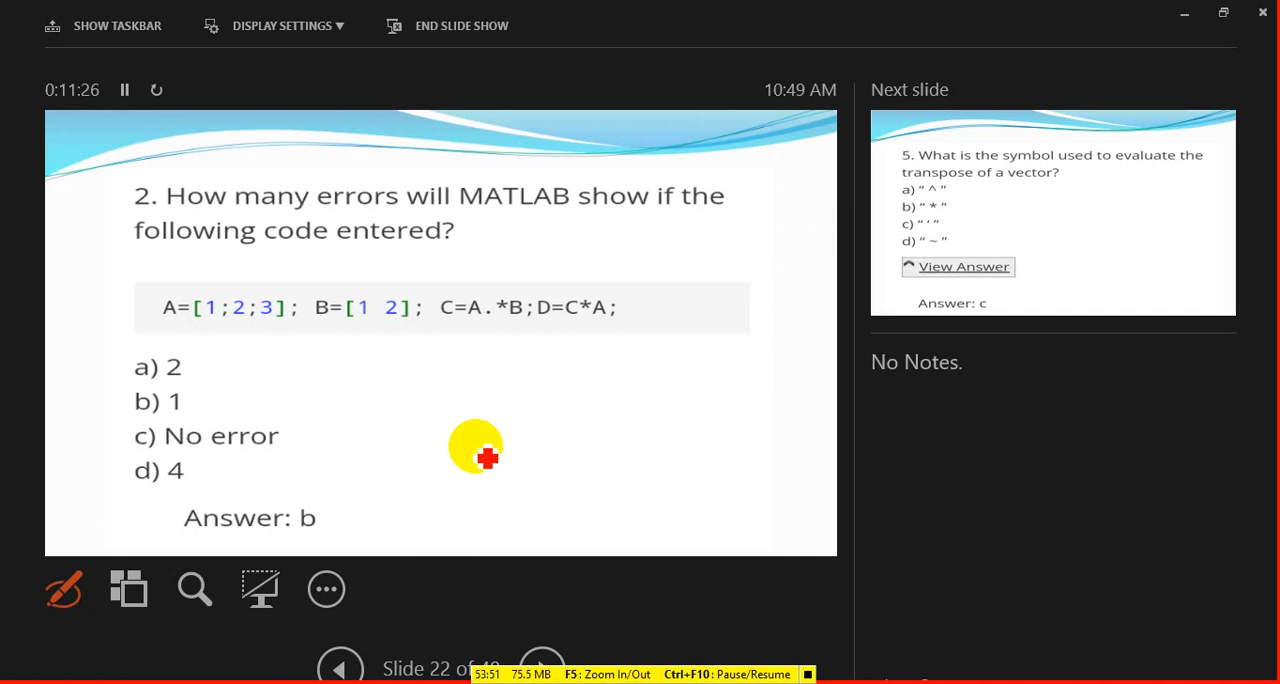 SHOW TASKBAR DISPLAY SETTINGS ▼ END SLIDE SHOW
0:11:26
10:49 AM
2. How many errors will MATLAB show if the
following code entered?
A=[1;2;3]; B=[1 2]; C=A.*B;D=C*A;
a) 2
b) 1
c) No error
d) 4
Answer: b
Slide 22 of
Next slide
5. What is the symbol used to evaluate the
transpose of a vector?
a) “ ^ ”
b) “ * ”
c) “ ‘ ”
d) “ ~ ”
View Answer
Answer: c
No Notes.
53:51 75.5 MB F5: Zoom In/Out Ctrl+F10: Pause/Resume